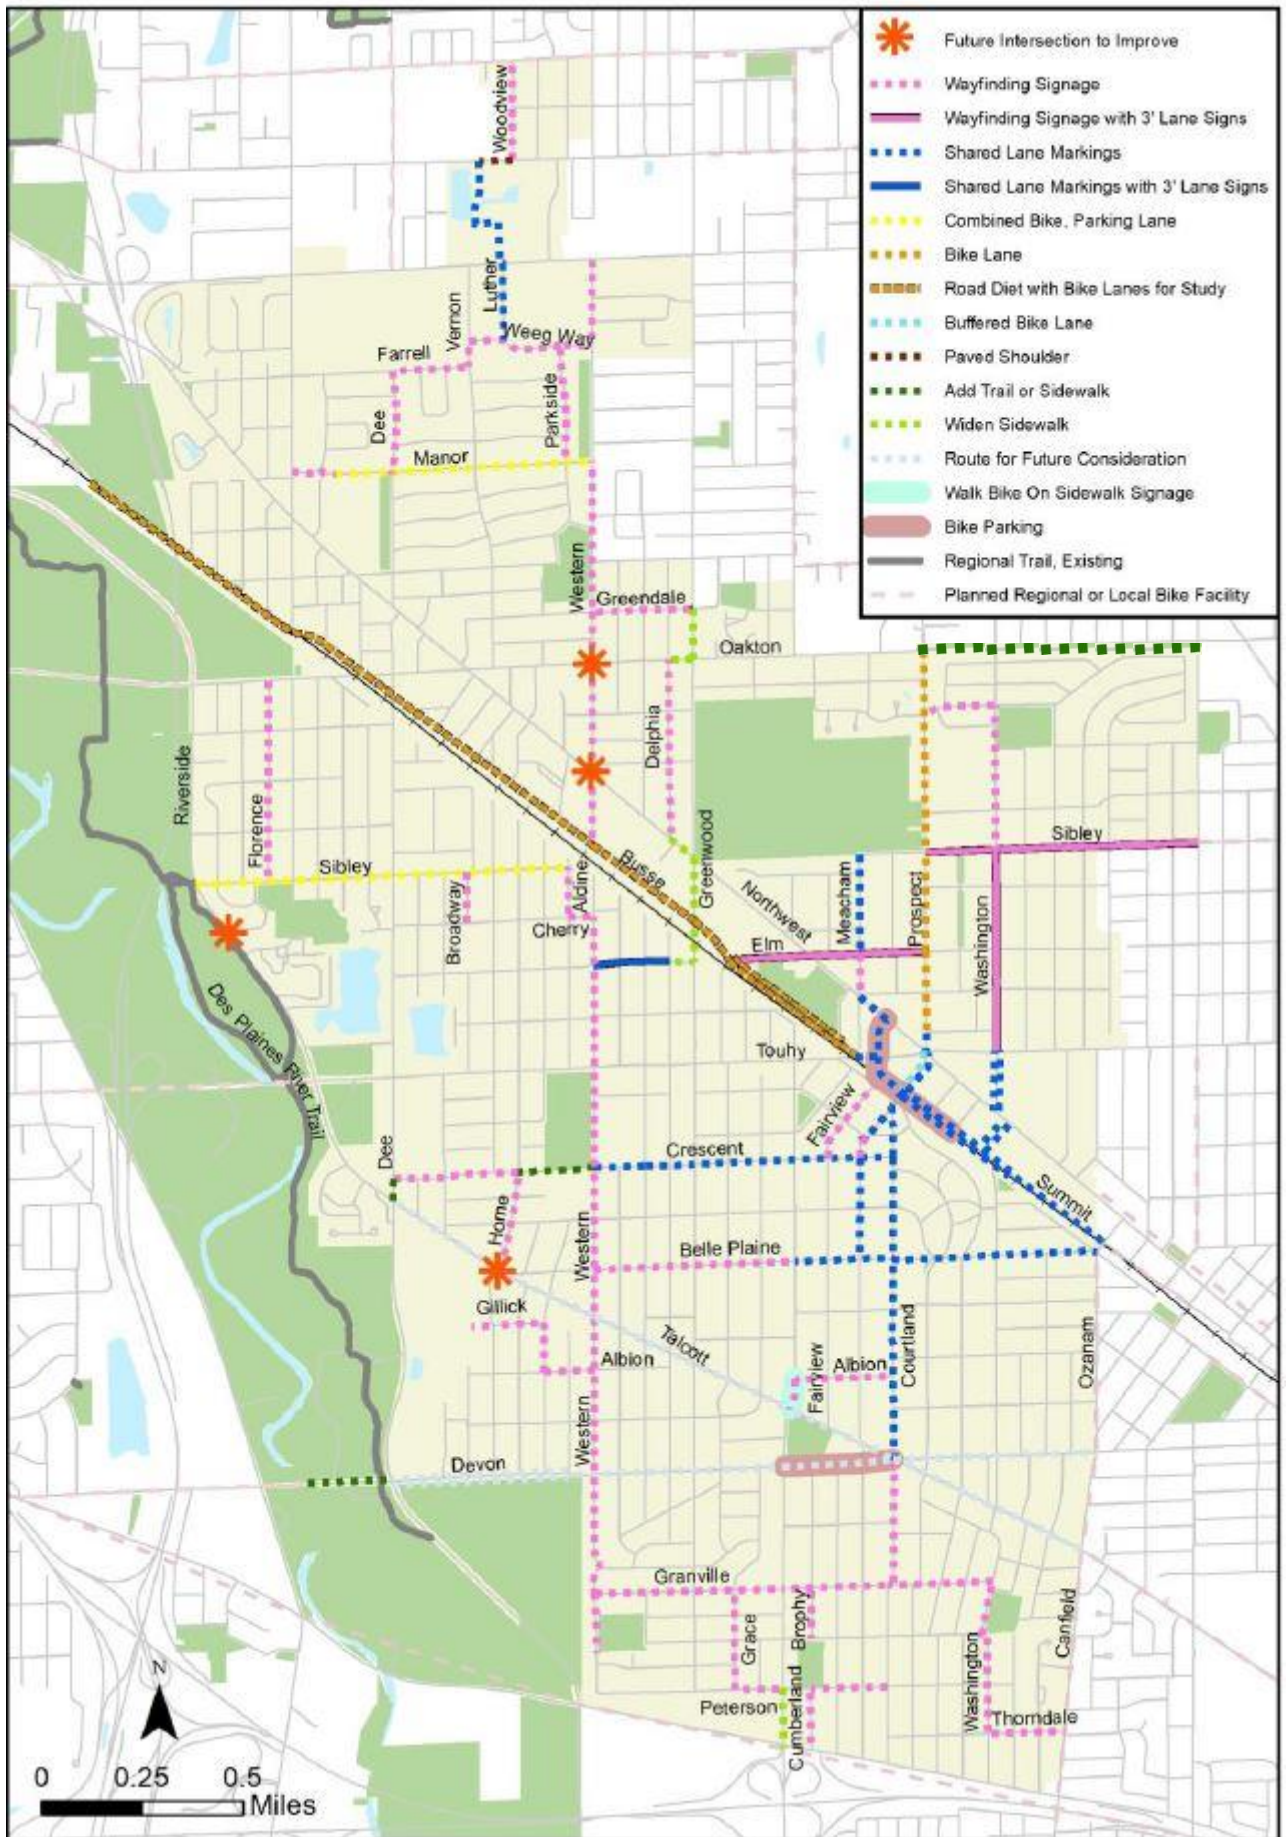 Future Intersection to Improve
Wayfinding Signage
Wayfinding Signage with 3' Lane Signs
Shared Lane Markings
Shared Lane Markings with 3' Lane Signs
Combined Bike, Parking Lane
Bike Lane
Road Diet with Bike Lanes for Study
Buffered Bike Lane
Paved Shoulder
Add Trail or Sidewalk
Widen Sidewalk
Route for Future Consideration
Walk Bike On Sidewalk Signage
Bike Parking
Regional Trail, Existing
Planned Regional or Local Bike Facility
Woodview
Luther
Vernon
Weeg Way
Farrell
Dee
Parkside
Manor
Western
Greendale
Oakton
Delphia
Riverside
Florence
Sibley
Sibley
Busse
Greenwood
Aldine
Northwest
Meacham
Prospect
Broadway
Cherry
Elm
Washington
Des Plaines River Trail
Touhy
Fairview
Dee
Crescent
Summit
Home
Western
Belle Plaine
Gillick
Talcott
Albion
Fairview
Albion
Courtland
Ozanam
Western
Devon
Granville
Grace
Brophy
Canfield
Washington
Peterson
Cumberland
Thorndale
N
0 0.25 0.5
Miles